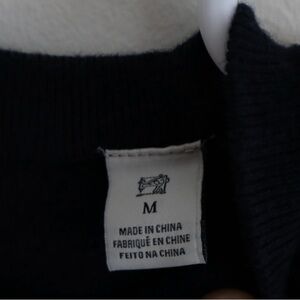 M
MADE IN CHINA
FABRIQUÉ EN CHINE
FEITO NA CHINA